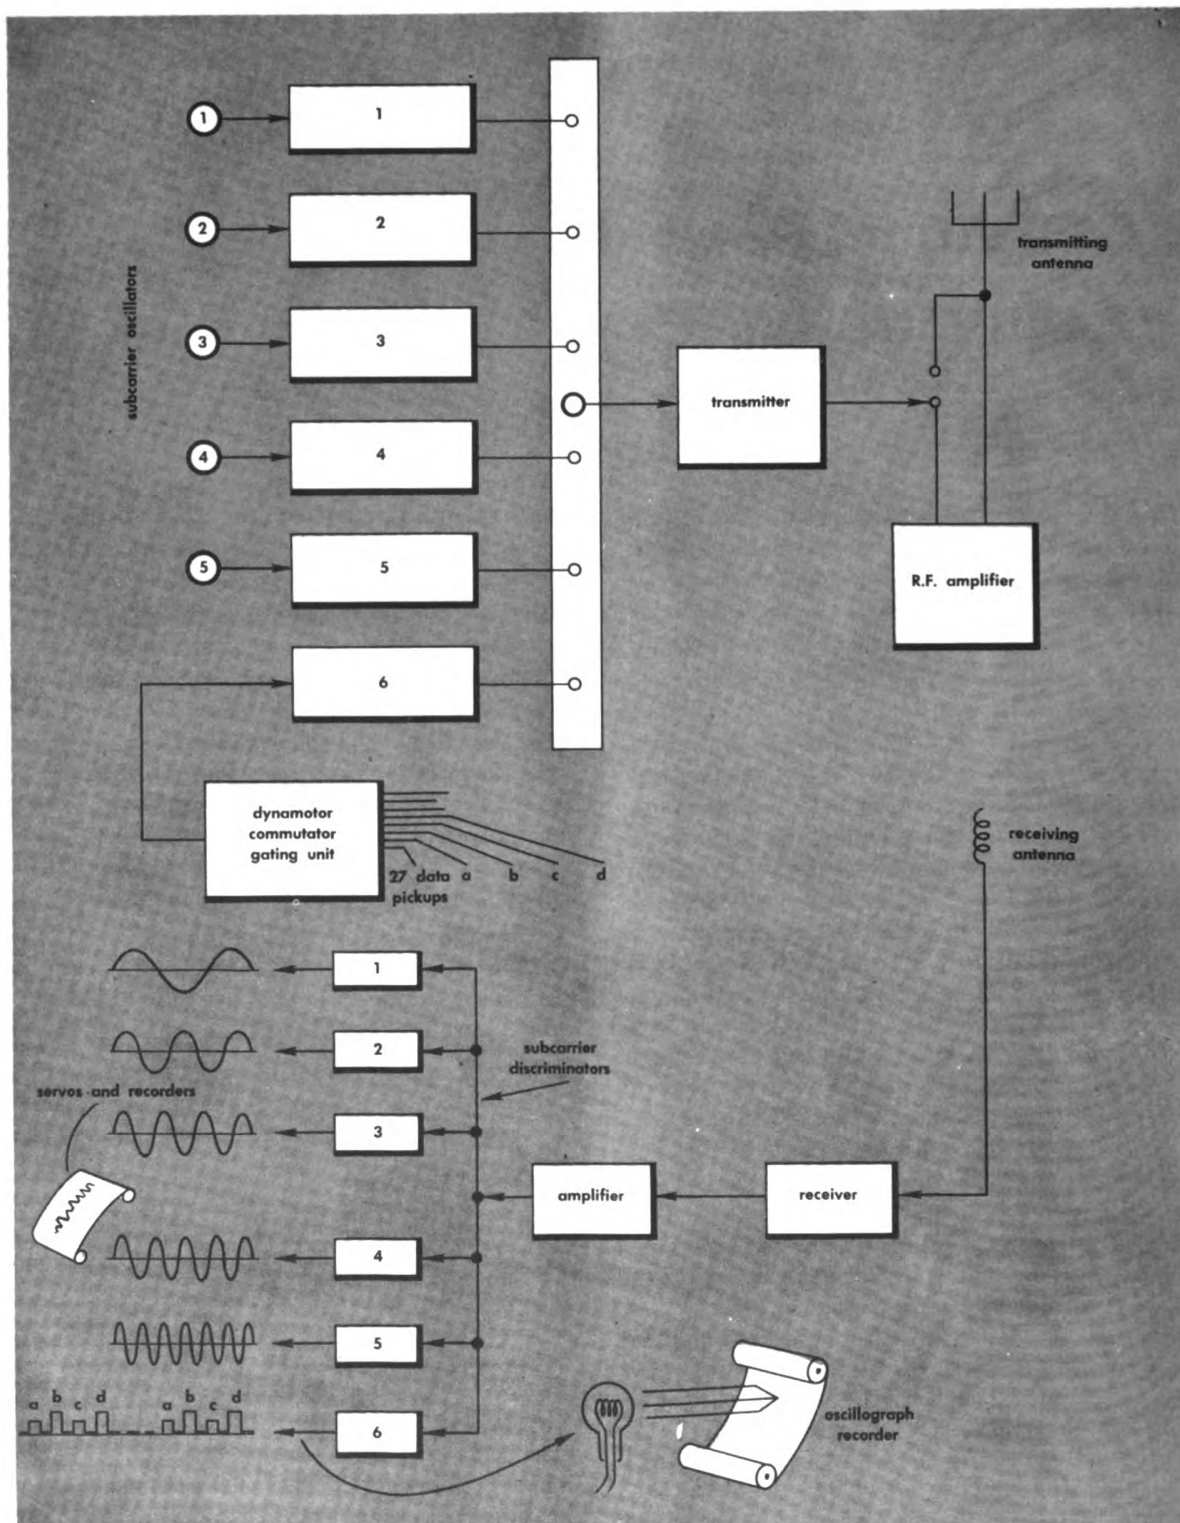 1
1
2
2
3
3
4
4
5
5
6
subcarrier oscillators
transmitting
antenna
transmitter
R.F. amplifier
dynamotor
commutator
gating unit
27 data
pickups
a
b
c
d
receiving
antenna
1
2
3
4
5
6
subcarrier
discriminators
servos and recorders
amplifier
receiver
a
b
c
d
a
b
c
d
oscillograph
recorder